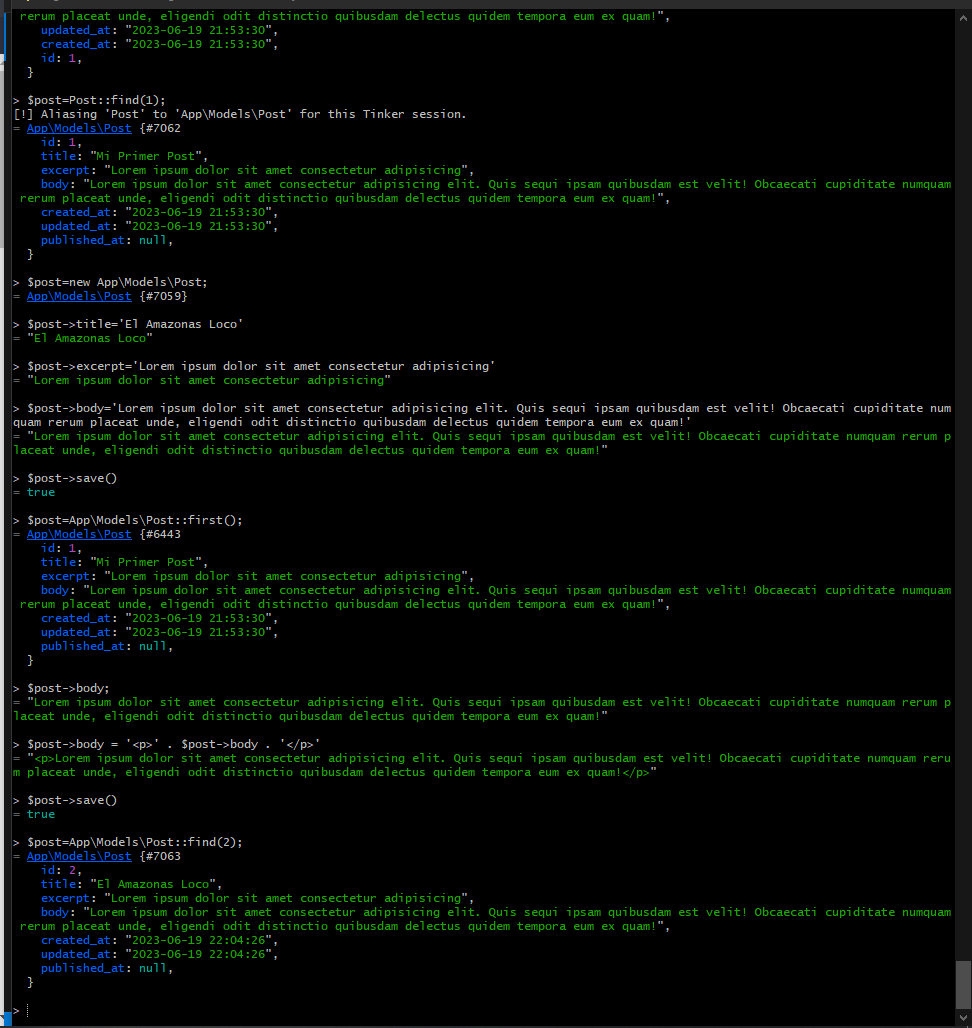 rerum placeat unde, eligendi odit distinctio quibusdam delectus quidem tempora eum ex quam!",
updated_at: "2023-06-19 21:53:30",
created_at: "2023-06-19 21:53:30",
id: 1,
}
> $post=Post::find(1);
[!] Aliasing 'Post' to 'App\Models\Post' for this Tinker session.
= App\Models\Post {#7062
id: 1,
title: "Mi Primer Post",
excerpt: "Lorem ipsum dolor sit amet consectetur adipisicing",
body: "Lorem ipsum dolor sit amet consectetur adipisicing elit. Quis sequi ipsam quibusdam est velit! Obcaecati cupiditate numquam
rerum placeat unde, eligendi odit distinctio quibusdam delectus quidem tempora eum ex quam!",
created_at: "2023-06-19 21:53:30",
updated_at: "2023-06-19 21:53:30",
published_at: null,
}
> $post=new App\Models\Post;
= App\Models\Post {#7059}
> $post->title='El Amazonas Loco'
= "El Amazonas Loco"
> $post->excerpt='Lorem ipsum dolor sit amet consectetur adipisicing'
= "Lorem ipsum dolor sit amet consectetur adipisicing"
> $post->body='Lorem ipsum dolor sit amet consectetur adipisicing elit. Quis sequi ipsam quibusdam est velit! Obcaecati cupiditate num
quam rerum placeat unde, eligendi odit distinctio quibusdam delectus quidem tempora eum ex quam!'
= "Lorem ipsum dolor sit amet consectetur adipisicing elit. Quis sequi ipsam quibusdam est velit! Obcaecati cupiditate numquam rerum p
laceat unde, eligendi odit distinctio quibusdam delectus quidem tempora eum ex quam!"
> $post->save()
= true
> $post=App\Models\Post::first();
= App\Models\Post {#6443
id: 1,
title: "Mi Primer Post",
excerpt: "Lorem ipsum dolor sit amet consectetur adipisicing",
body: "Lorem ipsum dolor sit amet consectetur adipisicing elit. Quis sequi ipsam quibusdam est velit! Obcaecati cupiditate numquam
rerum placeat unde, eligendi odit distinctio quibusdam delectus quidem tempora eum ex quam!",
created_at: "2023-06-19 21:53:30",
updated_at: "2023-06-19 21:53:30",
published_at: null,
}
> $post->body;
= "Lorem ipsum dolor sit amet consectetur adipisicing elit. Quis sequi ipsam quibusdam est velit! Obcaecati cupiditate numquam rerum p
laceat unde, eligendi odit distinctio quibusdam delectus quidem tempora eum ex quam!"
> $post->body = '<p>' . $post->body . '</p>'
= "<p>Lorem ipsum dolor sit amet consectetur adipisicing elit. Quis sequi ipsam quibusdam est velit! Obcaecati cupiditate numquam reru
m placeat unde, eligendi odit distinctio quibusdam delectus quidem tempora eum ex quam!</p>"
> $post->save()
= true
> $post=App\Models\Post::find(2);
= App\Models\Post {#7063
id: 2,
title: "El Amazonas Loco",
excerpt: "Lorem ipsum dolor sit amet consectetur adipisicing",
body: "Lorem ipsum dolor sit amet consectetur adipisicing elit. Quis sequi ipsam quibusdam est velit! Obcaecati cupiditate numquam
rerum placeat unde, eligendi odit distinctio quibusdam delectus quidem tempora eum ex quam!",
created_at: "2023-06-19 22:04:26",
updated_at: "2023-06-19 22:04:26",
published_at: null,
}
>